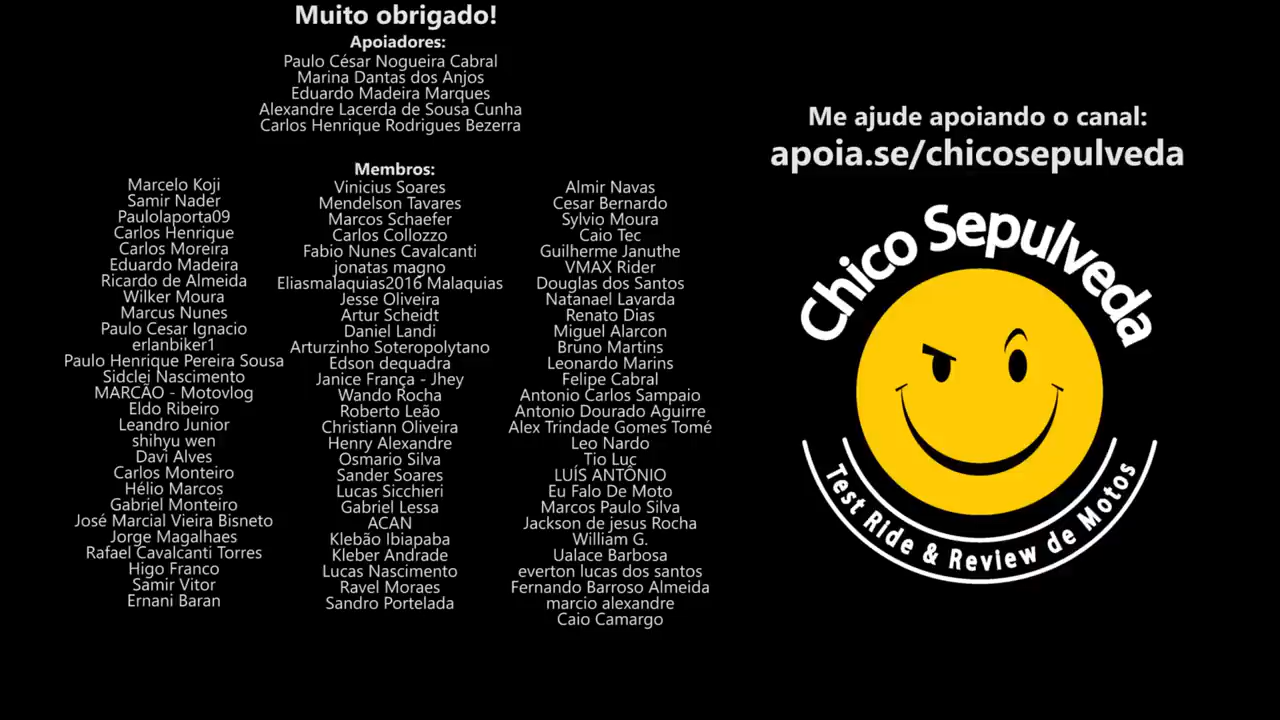 Muito obrigado!
Apoiadores:
Paulo César Nogueira Cabral
Marina Dantas dos Anjos
Eduardo Madeira Marques
Alexandre Lacerda de Sousa Cunha
Carlos Henrique Rodrigues Bezerra
Membros:
Marcelo Koji
Samir Nader
Paulolaporta09
Carlos Henrique
Carlos Moreira
Eduardo Madeira
Ricardo de Almeida
Wilker Moura
Marcus Nunes
Paulo Cesar Ignacio
erlanbiker1
Paulo Henrique Pereira Sousa
Sidclei Nascimento
MARCÃO - Motovlog
Eldo Ribeiro
Leandro Junior
shihyu wen
Davi Alves
Carlos Monteiro
Hélio Marcos
Gabriel Monteiro
José Marcial Vieira Bisneto
Jorge Magalhaes
Rafael Cavalcanti Torres
Higo Franco
Samir Vitor
Ernani Baran
Vinicius Soares
Mendelson Tavares
Marcos Schaefer
Carlos Collozzo
Fabio Nunes Cavalcanti
jonatas magno
Eliasmalaquias2016 Malaquias
Jesse Oliveira
Artur Scheidt
Daniel Landi
Arturzinho Soteropolytano
Edson dequadra
Janice França - Jhey
Wando Rocha
Roberto Leão
Christiann Oliveira
Henry Alexandre
Osmario Silva
Sander Soares
Lucas Sicchieri
Gabriel Lessa
ACAN
Klebão Ibiapaba
Kleber Andrade
Lucas Nascimento
Ravel Moraes
Sandro Portelada
Almir Navas
Cesar Bernardo
Sylvio Moura
Caio Tec
Guilherme Januthe
VMAX Rider
Douglas dos Santos
Natanael Lavarda
Renato Dias
Miguel Alarcon
Bruno Martins
Leonardo Marins
Felipe Cabral
Antonio Carlos Sampaio
Antonio Dourado Aguirre
Alex Trindade Gomes Tomé
Leo Nardo
Tio Luc
LUÍS ANTÔNIO
Eu Falo De Moto
Marcos Paulo Silva
Jackson de jesus Rocha
William G.
Ualace Barbosa
everton lucas dos santos
Fernando Barroso Almeida
marcio alexandre
Caio Camargo
Me ajude apoiando o canal:
apoia.se/chicosepulveda
Chico Sepulveda
Test Ride & Review de Motos